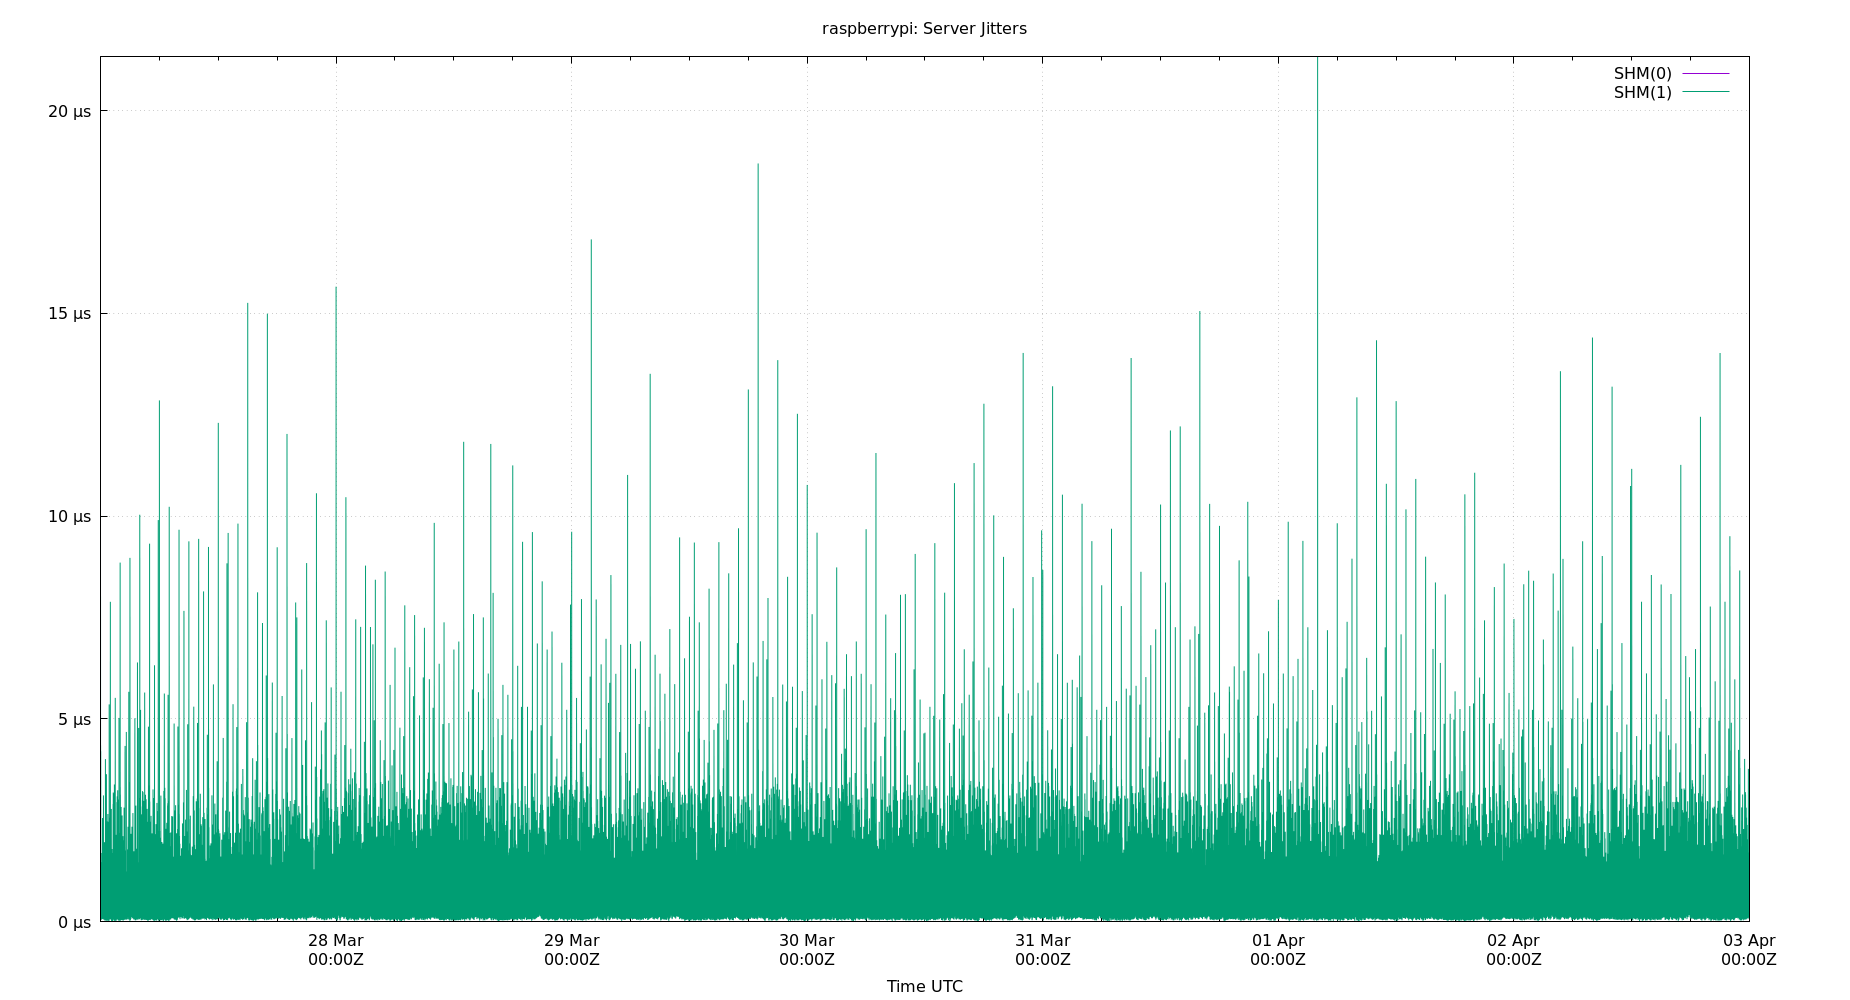 raspberrypi: Server Jitters
SHM(0)
SHM(1)
20 µs
15 µs
10 µs
5 µs
0 µs
28 Mar 29 Mar 30 Mar 31 Mar 01 Apr 02 Apr 03 Apr
00:00Z 00:00Z 00:00Z 00:00Z 00:00Z 00:00Z 00:00Z
Time UTC